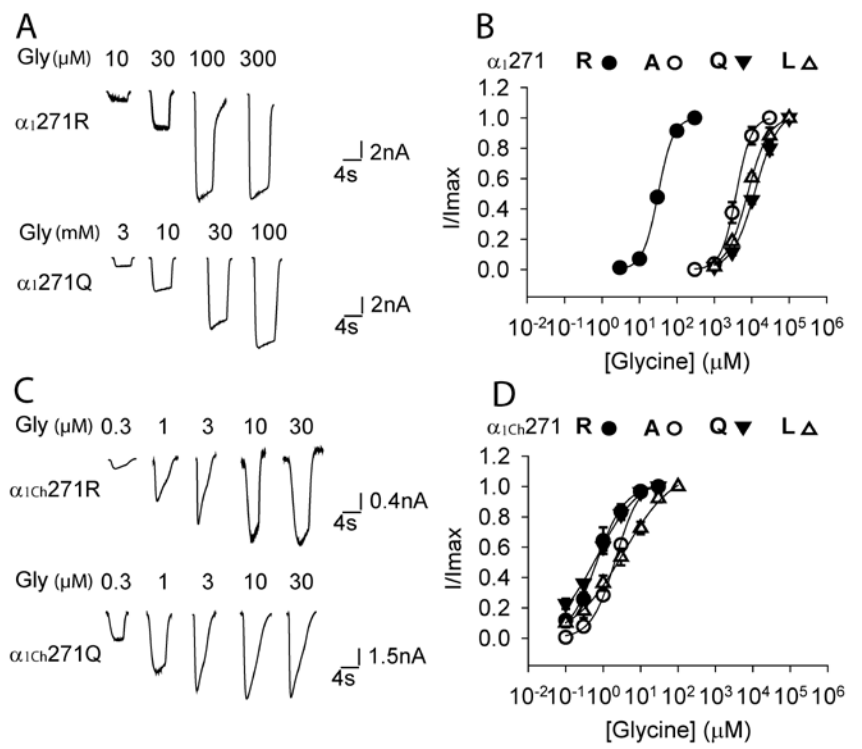 A
Gly (μM) 10 30 100 300
α1271R
2nA
4s
Gly (mM) 3 10 30 100
α1271Q
2nA
4s
B
α1271 R ● A ○ Q ▼ L △
1.2
1.0
0.8
0.6
0.4
0.2
0.0
I/Imax
10-2 10-1 100 101 102 103 104 105 106
[Glycine] (μM)
C
Gly (μM) 0.3 1 3 10 30
α1Ch271R
0.4nA
4s
Gly (μM) 0.3 1 3 10 30
α1Ch271Q
1.5nA
4s
D
α1Ch271 R ● A ○ Q ▼ L △
1.2
1.0
0.8
0.6
0.4
0.2
0.0
I/Imax
10-2 10-1 100 101 102 103 104 105 106
[Glycine] (μM)